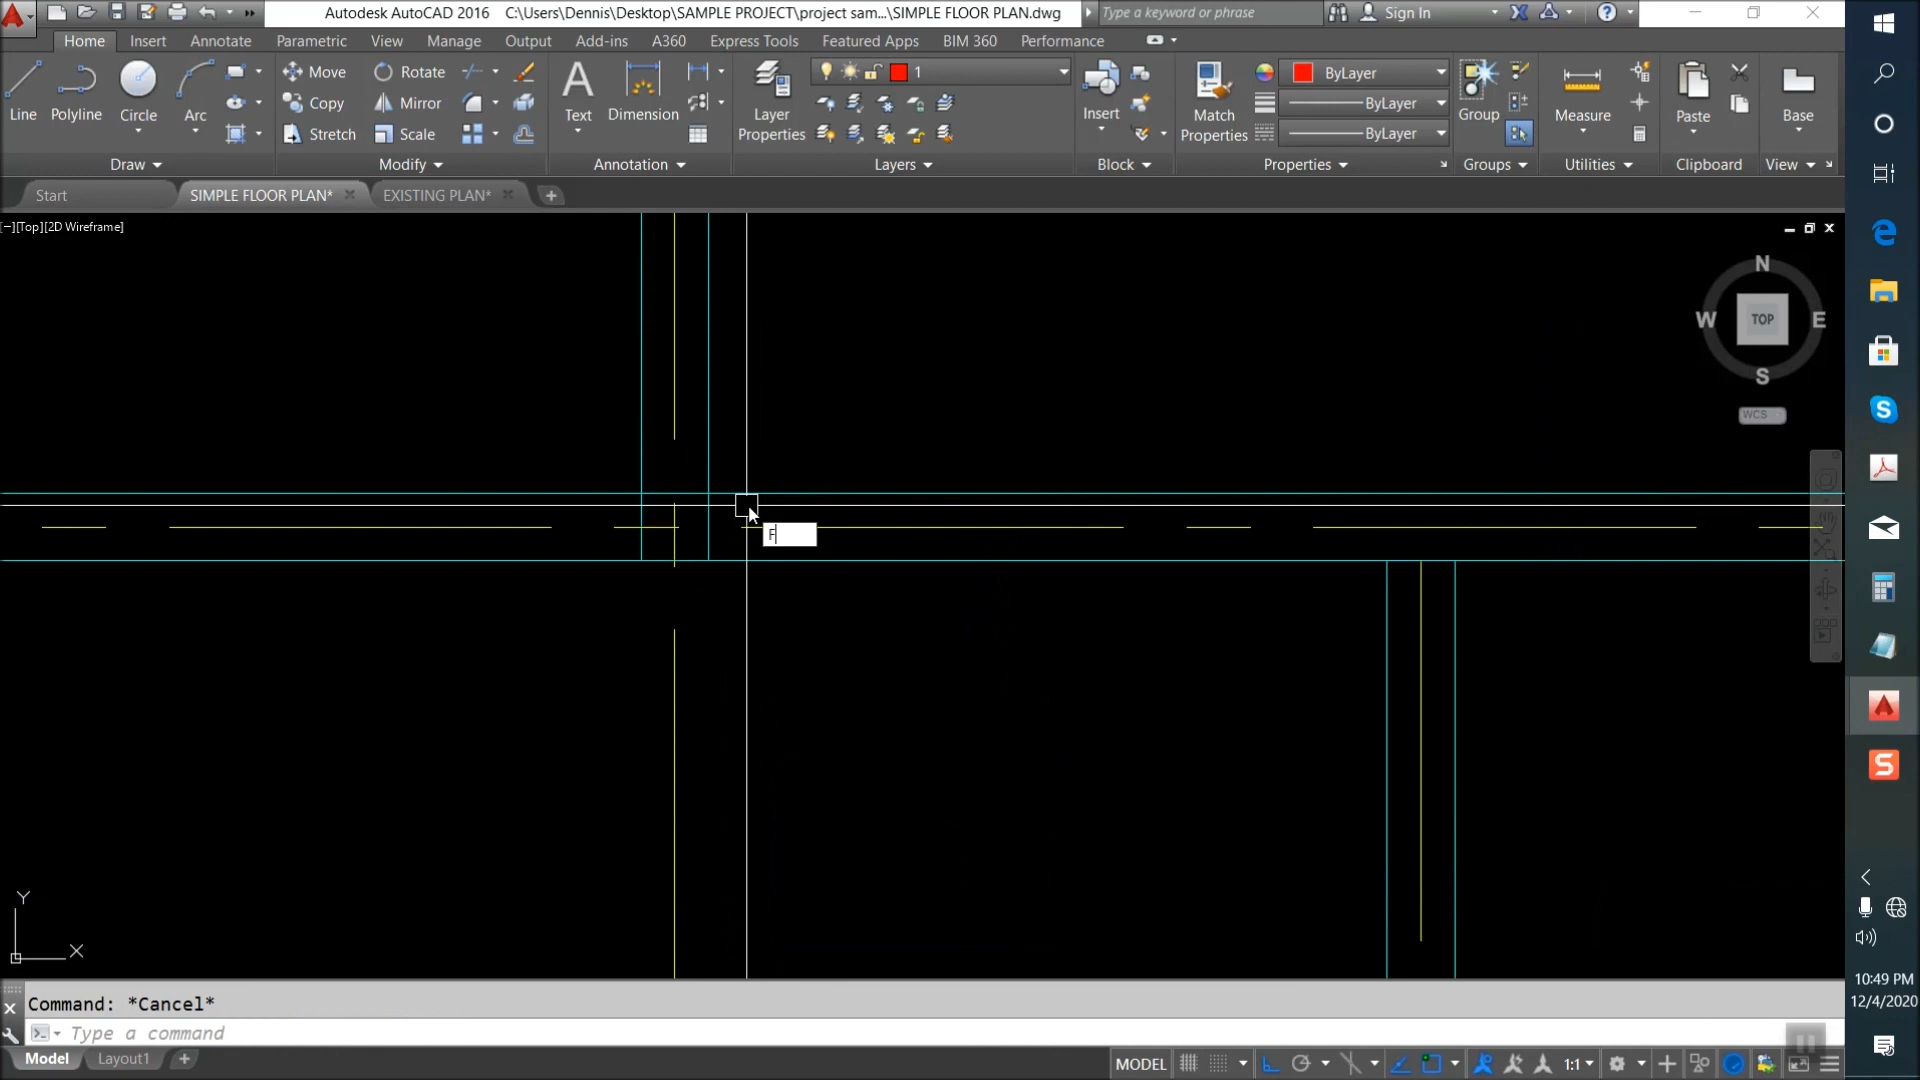 Autodesk AutoCAD 2016 C:\Users\Dennis\Desktop\SAMPLE PROJECT\project sam...\SIMPLE FLOOR PLAN.dwg
Type a keyword or phrase
Sign In
Home Insert Annotate Parametric View Manage Output Add-ins A360 Express Tools Featured Apps BIM 360 Performance
Line Polyline Circle Arc
Move Rotate
Copy Mirror
Stretch Scale
Text Dimension
Layer Properties
1
Insert
Match Properties
ByLayer
ByLayer
ByLayer
Group
Measure
Paste
Base
Draw Modify Annotation Layers Block Properties Groups Utilities Clipboard View
Start SIMPLE FLOOR PLAN* EXISTING PLAN*
[−][Top][2D Wireframe]
N
W TOP E
S
WCS
F
Y
X
Command: *Cancel*
Type a command
Model Layout1
MODEL 1:1
10:49 PM
12/4/2020